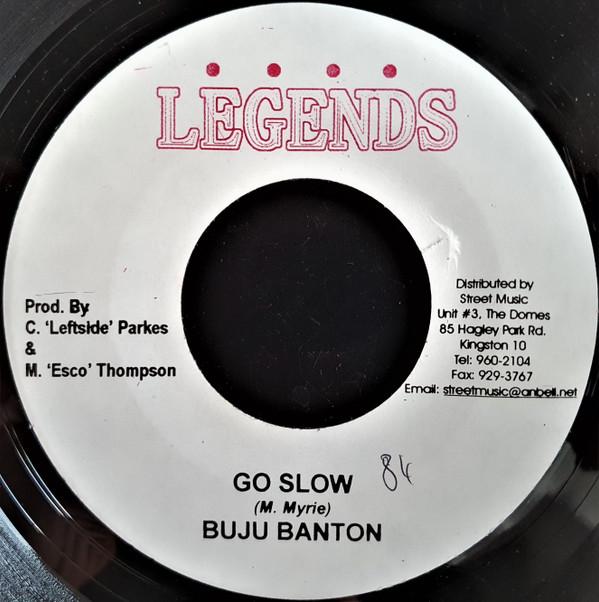 LEGENDS
Prod. By
C. 'Leftside' Parkes
&
M. 'Esco' Thompson
Distributed by
Street Music
Unit #3, The Domes
85 Hagley Park Rd.
Kingston 10
Tel: 960-2104
Fax: 929-3767
Email: streetmusic@anbell.net
84
GO SLOW
(M. Myrie)
BUJU BANTON